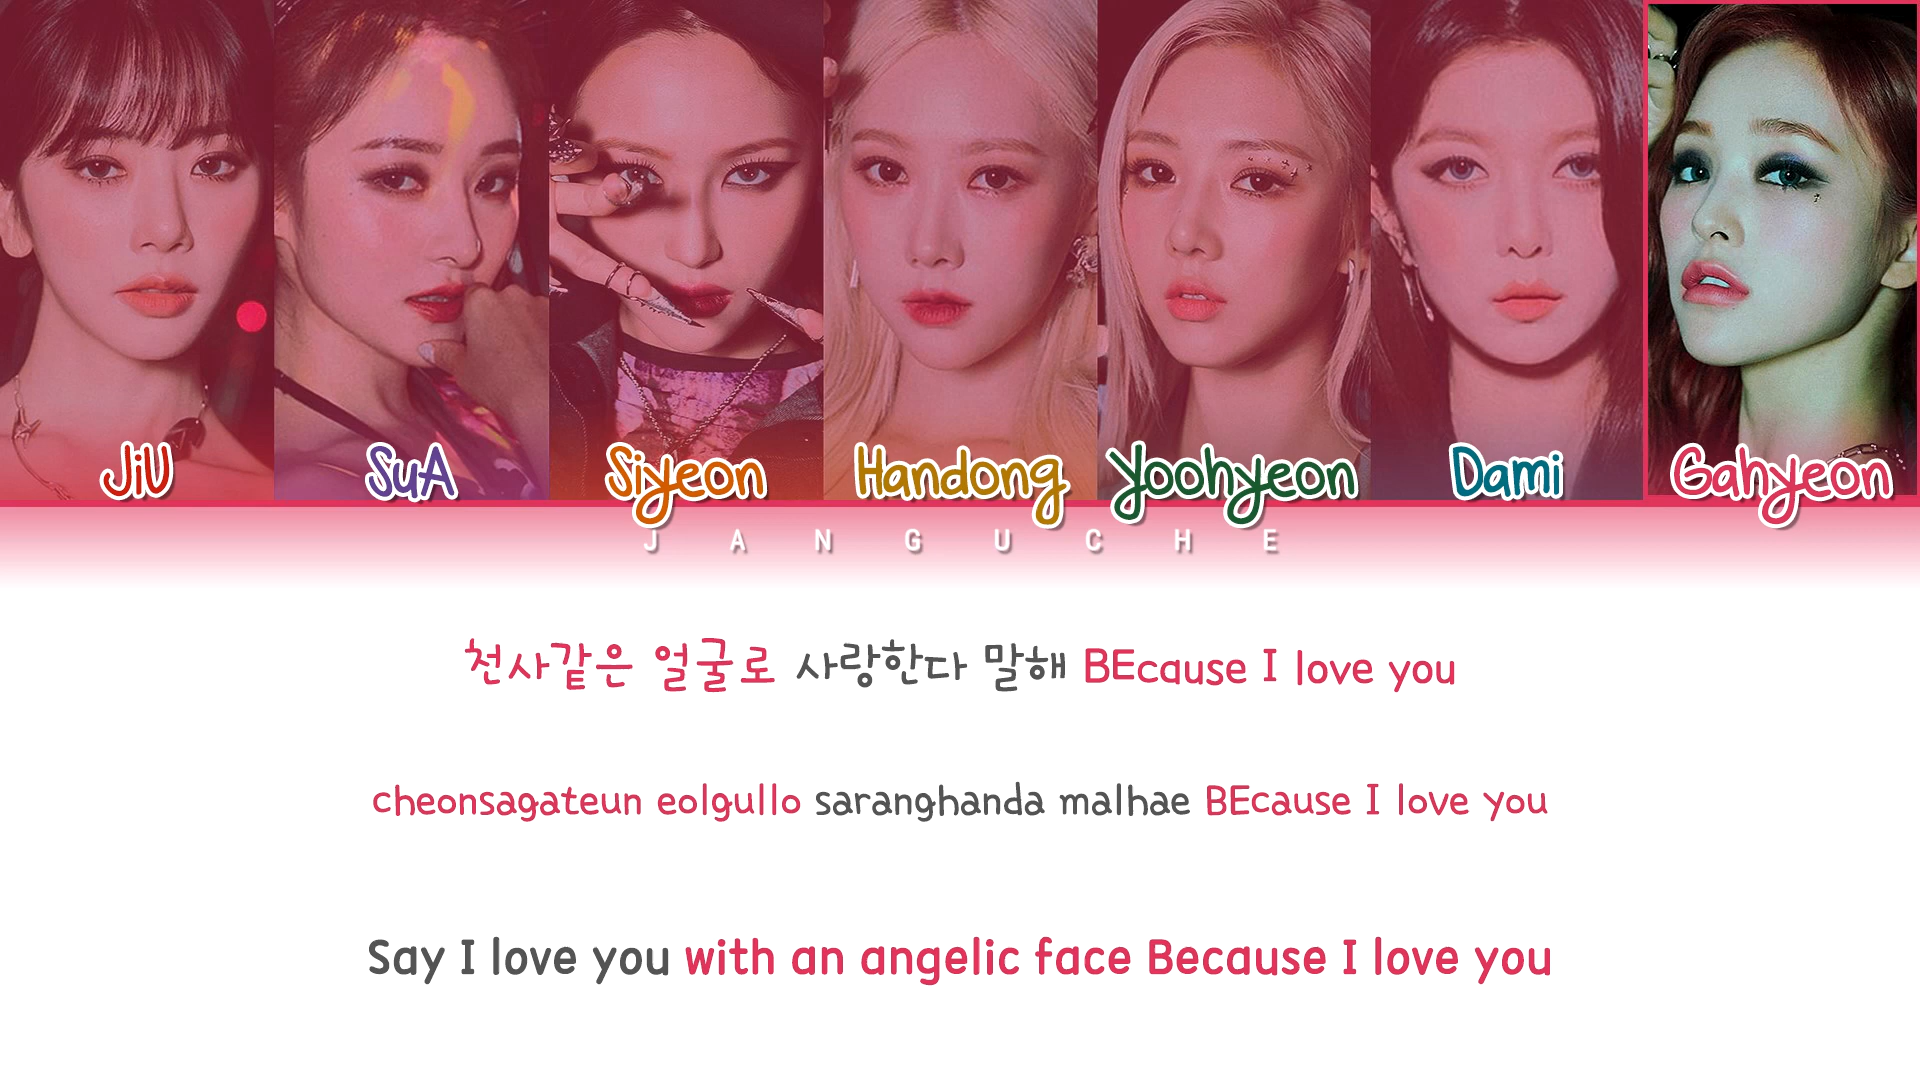 JiU SuA Siyeon Handong Yoohyeon Dami Gahyeon
JANGUCHE
천사같은 얼굴로 사랑한다 말해 BEcause I love you
cheonsagateun eolgullo saranghanda malhae BEcause I love you
Say I love you with an angelic face Because I love you